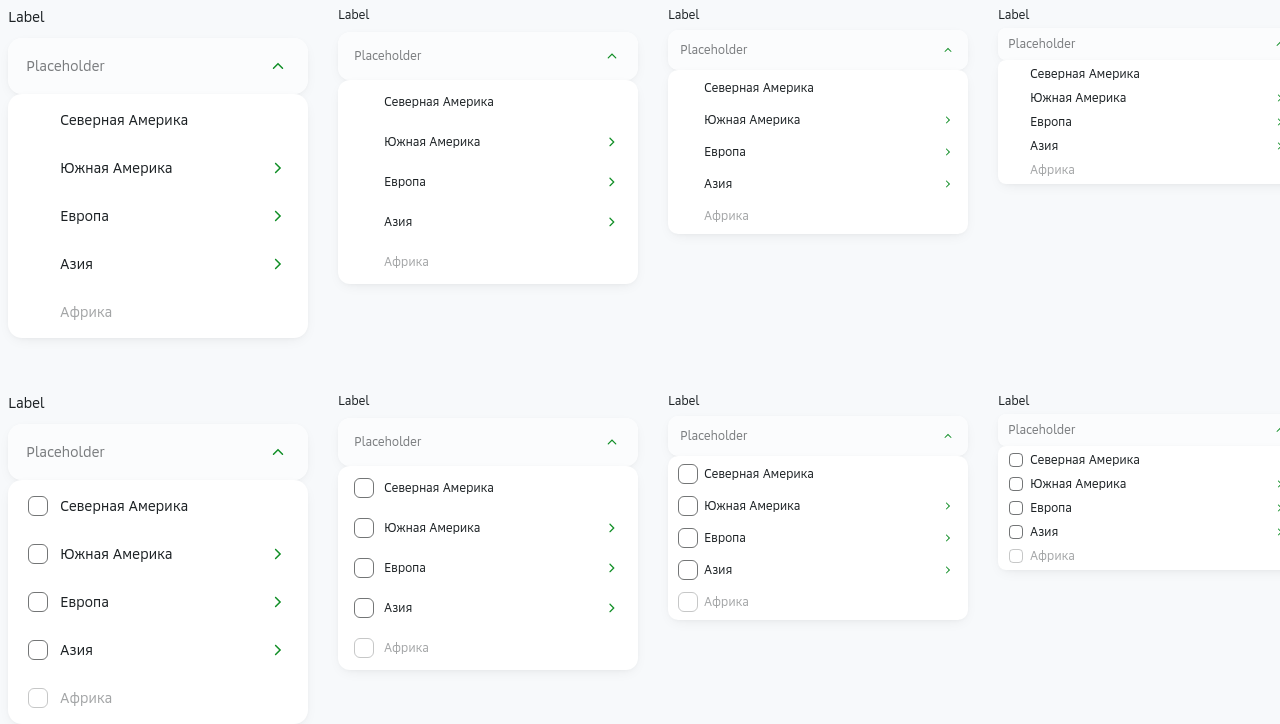 Label
Placeholder
Северная Америка
Южная Америка
Европа
Азия
Африка
Label
Placeholder
Северная Америка
Южная Америка
Европа
Азия
Африка
Label
Placeholder
Северная Америка
Южная Америка
Европа
Азия
Африка
Label
Placeholder
Северная Америка
Южная Америка
Европа
Азия
Африка
Label
Placeholder
Северная Америка
Южная Америка
Европа
Азия
Африка
Label
Placeholder
Северная Америка
Южная Америка
Европа
Азия
Африка
Label
Placeholder
Северная Америка
Южная Америка
Европа
Азия
Африка
Label
Placeholder
Северная Америка
Южная Америка
Европа
Азия
Африка